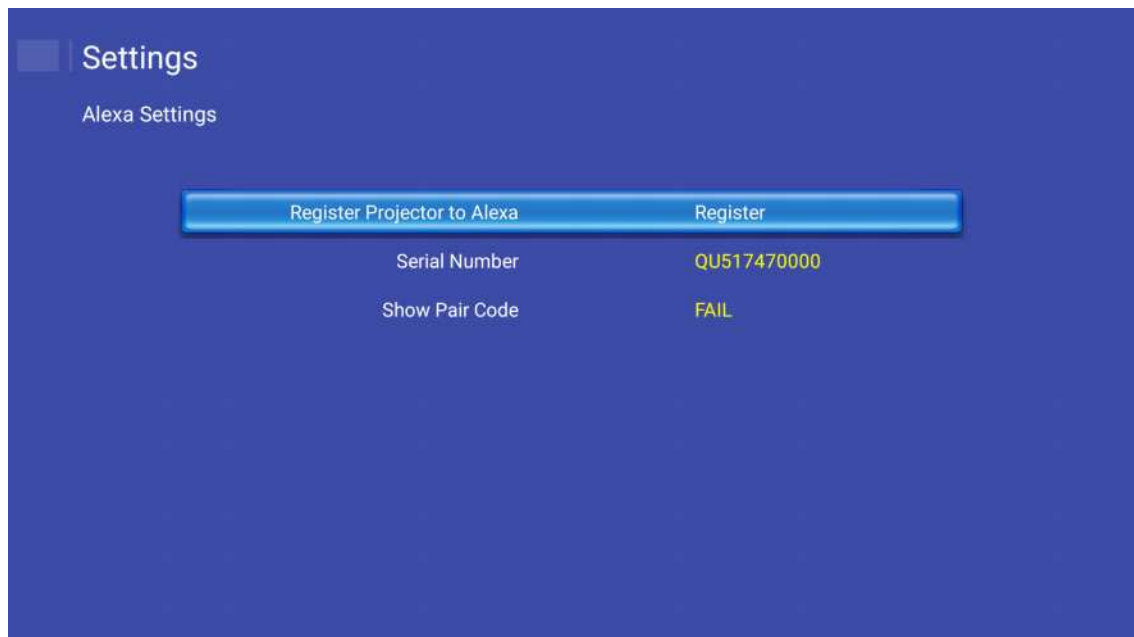 Settings
Alexa Settings
Register Projector to Alexa Register
Serial Number QU517470000
Show Pair Code FAIL